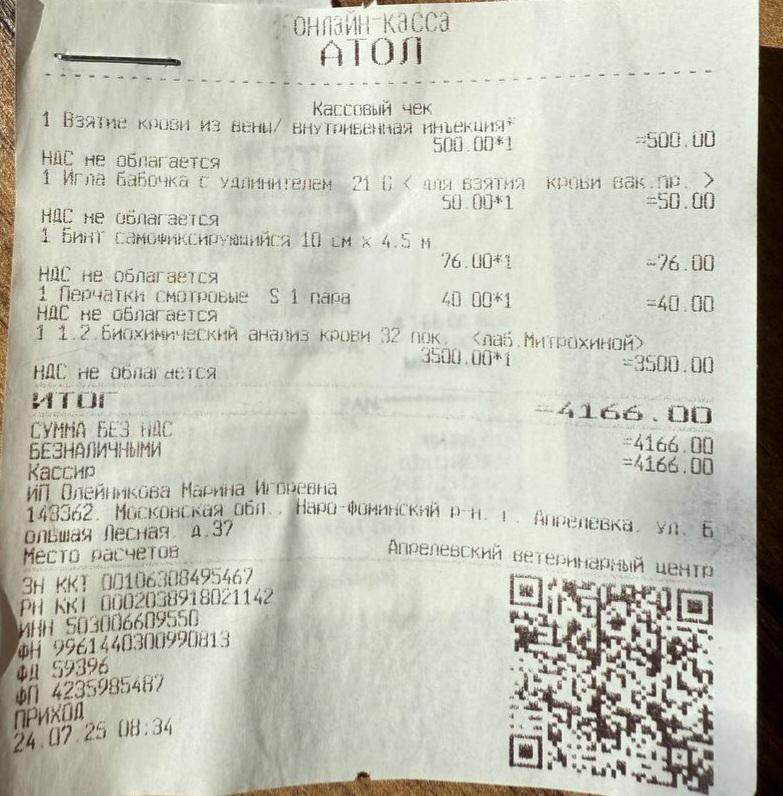 ОНЛАЙН-КАССА
АТОЛ
Кассовый чек
1 Взятие крови из вены/ внутривенная инъекция*
500.00*1 =500.00
НДС не облагается
1 Игла бабочка с удлинителем 21 G < для взятия крови вак.пр. >
50.00*1 =50.00
НДС не облагается
1 Бинт самофиксирующийся 10 см х 4.5 м
76.00*1 =76.00
НДС не облагается
1 Перчатки смотровые S 1 пара 40 00*1 =40.00
НДС не облагается
1 1.2.Биохимический анализ крови 32 пок. <лаб.Митрохиной>
3500.00*1 =3500.00
НДС не облагается
ИТОГ =4166.00
СУММА БЕЗ НДС =4166.00
БЕЗНАЛИЧНЫМИ =4166.00
Кассир
ИП Олейникова Марина Игоревна
143362. Московская обл., Наро-Фоминский р-н. г. Апрелевка. ул. Б
ольшая Лесная. д.37
Место расчетов Апрелевский ветеринарный центр
ЗН ККТ 00106308495467
РН ККТ 0002038918021142
ИНН 503006609550
ФН 9961440300990813
ФД 59396
ФП 4235985487
ПРИХОД
24.07.25 08:34